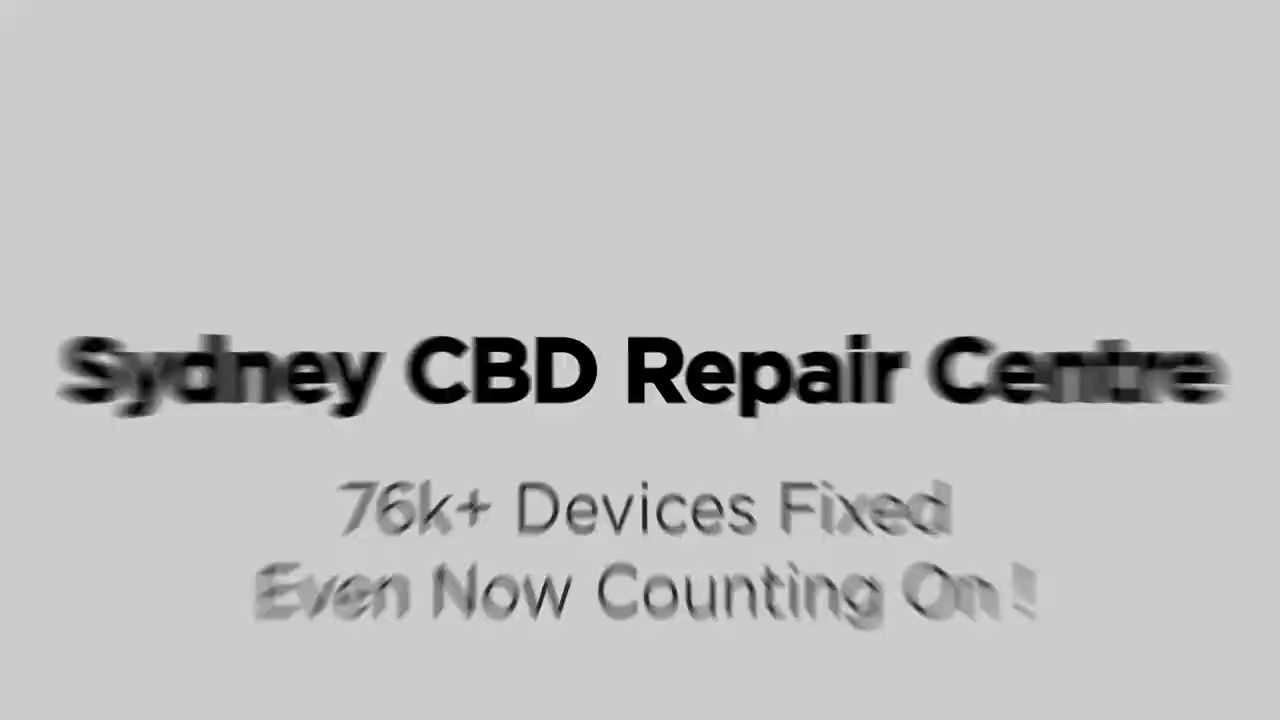 Sydney CBD Repair Centre
76k+ Devices Fixed
Even Now Counting On !